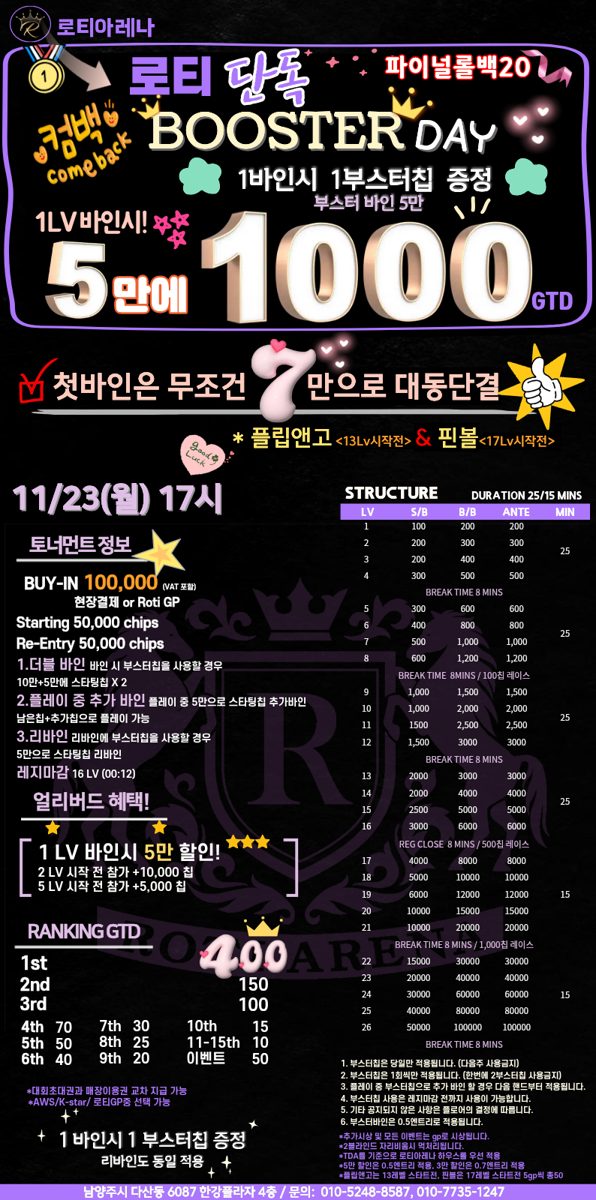 로티아레나
1
로티 단독
파이널롤백20
컴백
comeback
BOOSTER DAY
1바인시 1부스터칩 증정
부스터 바인 5만
1LV 바인시!
5만에 1000 GTD
첫바인은 무조건 7만으로 대동단결
* 플립앤고 <13Lv시작전> & 핀볼<17Lv시작전>
Good Luck
11/23(월) 17시
토너먼트 정보
BUY-IN 100,000 (VAT 포함)
현장결제 or Roti GP
Starting 50,000 chips
Re-Entry 50,000 chips
1.더블 바인 바인 시 부스터칩을 사용할 경우
10만+5만에 스타팅칩 X 2
2.플레이 중 추가 바인 플레이 중 5만으로 스타팅칩 추가바인
남은칩+추가칩으로 플레이 가능
3.리바인 리바인에 부스터칩을 사용할 경우
5만으로 스타팅칩 리바인
레지마감 16 LV (00:12)
얼리버드 혜택!
1 LV 바인시 5만 할인!
2 LV 시작 전 참가 +10,000 칩
5 LV 시작 전 참가 +5,000 칩
RANKING GTD
1st 400
2nd 150
3rd 100
4th 70 7th 30 10th 15
5th 50 8th 25 11-15th 10
6th 40 9th 20 이벤트 50
*대회초대권과 매장이용권 교차 지급 가능
*AWS/K-star/ 로티GP중 선택 가능
1 바인시 1 부스터칩 증정
리바인도 동일 적용
STRUCTURE DURATION 25/15 MINS
LV S/B B/B ANTE MIN
1 100 200 200
2 200 300 300
25
3 200 400 400
4 300 500 500
BREAK TIME 8 MINS
5 300 600 600
6 400 800 800
25
7 500 1,000 1,000
8 600 1,200 1,200
BREAK TIME 8MINS / 100칩 레이스
9 1,000 1,500 1,500
10 1,000 2,000 2,000
25
11 1500 2,500 2,500
12 1,500 3000 3000
BREAK TIME 8 MINS
13 2000 3000 3000
14 2000 4000 4000
25
15 2500 5000 5000
16 3000 6000 6000
REG CLOSE 8 MINS / 500칩 레이스
17 4000 8000 8000
18 5000 10000 10000
19 6000 12000 12000 15
20 10000 15000 15000
21 10000 20000 20000
BREAK TIME 8 MINS / 1,000칩 레이스
22 15000 30000 30000
23 20000 40000 40000
24 30000 60000 60000 15
25 40000 80000 80000
26 50000 100000 100000
BREAK TIME 8 MINS
1. 부스터칩은 당일만 적용됩니다. (다음주 사용금지)
2. 부스터칩은 1회씩만 적용됩니다. (한번에 2부스터칩 사용금지)
3. 플레이 중 부스터칩으로 추가 바인 할 경우 다음 핸드부터 적용됩니다.
4. 부스터칩 사용은 레지마감 전까지 사용이 가능합니다.
5. 기타 공지되지 않은 사항은 플로어의 결정에 따릅니다.
6. 부스터바인은 0.5엔트리로 적용됩니다.
*추가시상 및 모든 이벤트는 gp로 시상됩니다.
*2블라인드 자리비움시 억처리됩니다.
*TDA를 기준으로 로티아레나 하우스룰 우선 적용
*5만 할인은 0.5엔트리 적용, 3만 할인은 0.7엔트리 적용
*플립앤고는 13레벨 스타트전, 핀볼은 17레벨 스타트전 5gp씩 총50
R
ROTI ARENA
남양주시 다산동 6087 한강플라자 4층 / 문의: 010-5248-8587, 010-7735-1247